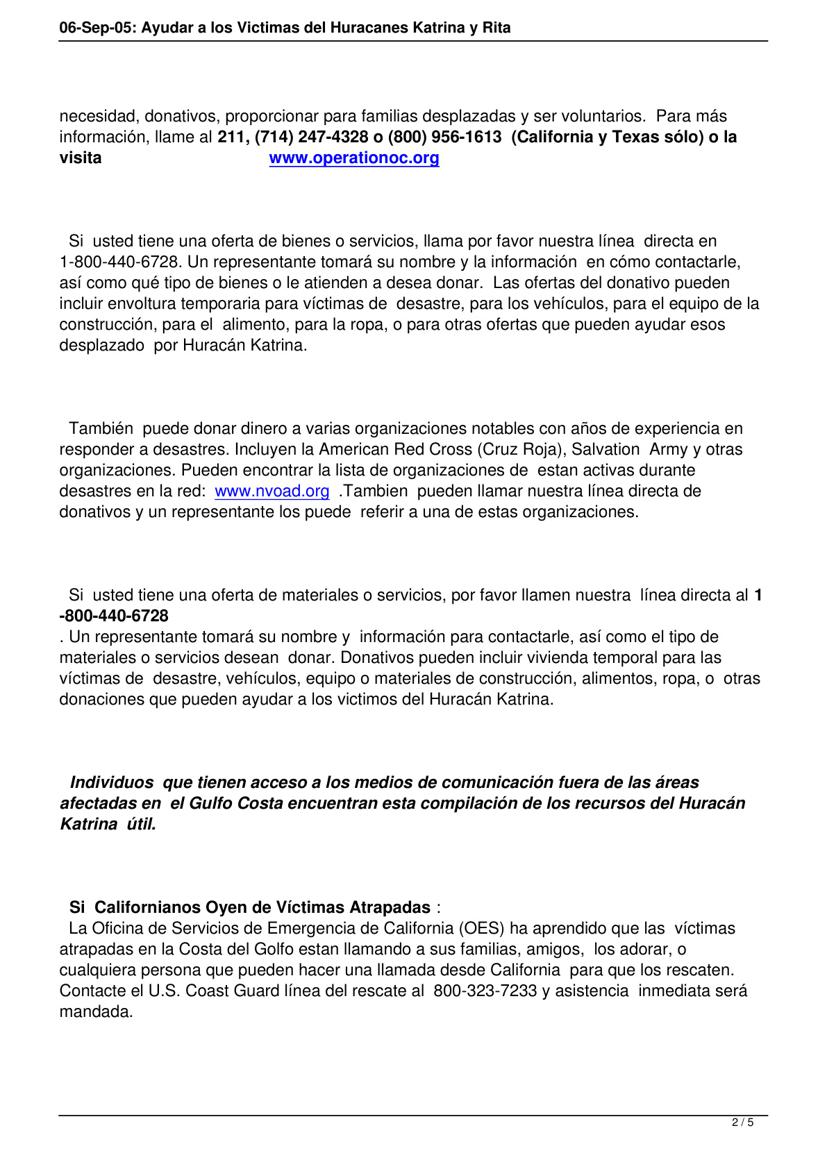 06-Sep-05: Ayudar a los Victimas del Huracanes Katrina y Rita
necesidad, donativos, proporcionar para familias desplazadas y ser voluntarios.  Para más
información, llame al 211, (714) 247-4328 o (800) 956-1613  (California y Texas sólo) o la
visita www.operationoc.org
Si  usted tiene una oferta de bienes o servicios, llama por favor nuestra línea  directa en
1-800-440-6728. Un representante tomará su nombre y la información  en cómo contactarle,
así como qué tipo de bienes o le atienden a desea donar.  Las ofertas del donativo pueden
incluir envoltura temporaria para víctimas de  desastre, para los vehículos, para el equipo de la
construcción, para el  alimento, para la ropa, o para otras ofertas que pueden ayudar esos
desplazado  por Huracán Katrina.
También  puede donar dinero a varias organizaciones notables con años de experiencia en
responder a desastres. Incluyen la American Red Cross (Cruz Roja), Salvation  Army y otras
organizaciones. Pueden encontrar la lista de organizaciones de  estan activas durante
desastres en la red:  www.nvoad.org  .Tambien  pueden llamar nuestra línea directa de
donativos y un representante los puede  referir a una de estas organizaciones.
Si  usted tiene una oferta de materiales o servicios, por favor llamen nuestra  línea directa al 1
-800-440-6728
. Un representante tomará su nombre y  información para contactarle, así como el tipo de
materiales o servicios desean  donar. Donativos pueden incluir vivienda temporal para las
víctimas de  desastre, vehículos, equipo o materiales de construcción, alimentos, ropa, o  otras
donaciones que pueden ayudar a los victimos del Huracán Katrina.
Individuos  que tienen acceso a los medios de comunicación fuera de las áreas
afectadas en  el Gulfo Costa encuentran esta compilación de los recursos del Huracán
Katrina  útil.
Si  Californianos Oyen de Víctimas Atrapadas :
La Oficina de Servicios de Emergencia de California (OES) ha aprendido que las  víctimas
atrapadas en la Costa del Golfo estan llamando a sus familias, amigos,  los adorar, o
cualquiera persona que pueden hacer una llamada desde California  para que los rescaten.
Contacte el U.S. Coast Guard línea del rescate al  800-323-7233 y asistencia  inmediata será
mandada.
2 / 5